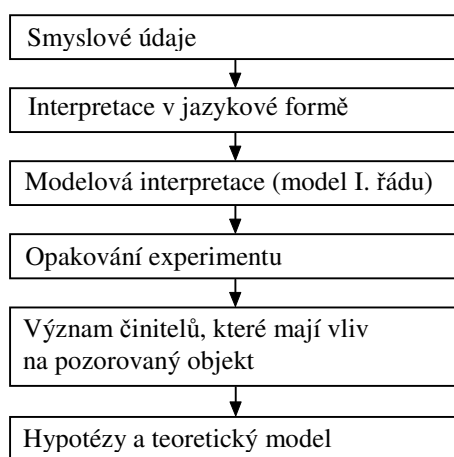 Smyslové údaje
Interpretace v jazykové formě
Modelová interpretace (model I. řádu)
Opakování experimentu
Význam činitelů, které mají vliv
na pozorovaný objekt
Hypotézy a teoretický model